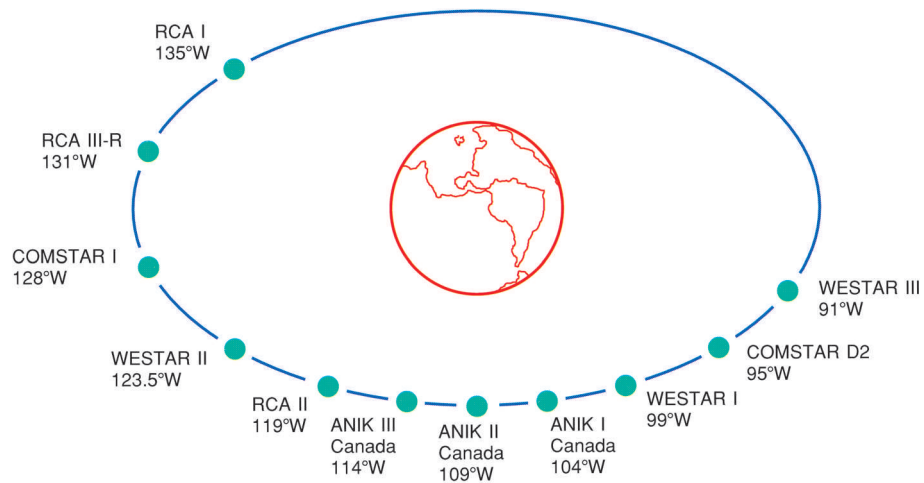 RCA I
135°W
RCA III-R
131°W
COMSTAR I
128°W
WESTAR II
123.5°W
RCA II
119°W
ANIK III
Canada
114°W
ANIK II
Canada
109°W
ANIK I
Canada
104°W
WESTAR I
99°W
COMSTAR D2
95°W
WESTAR III
91°W